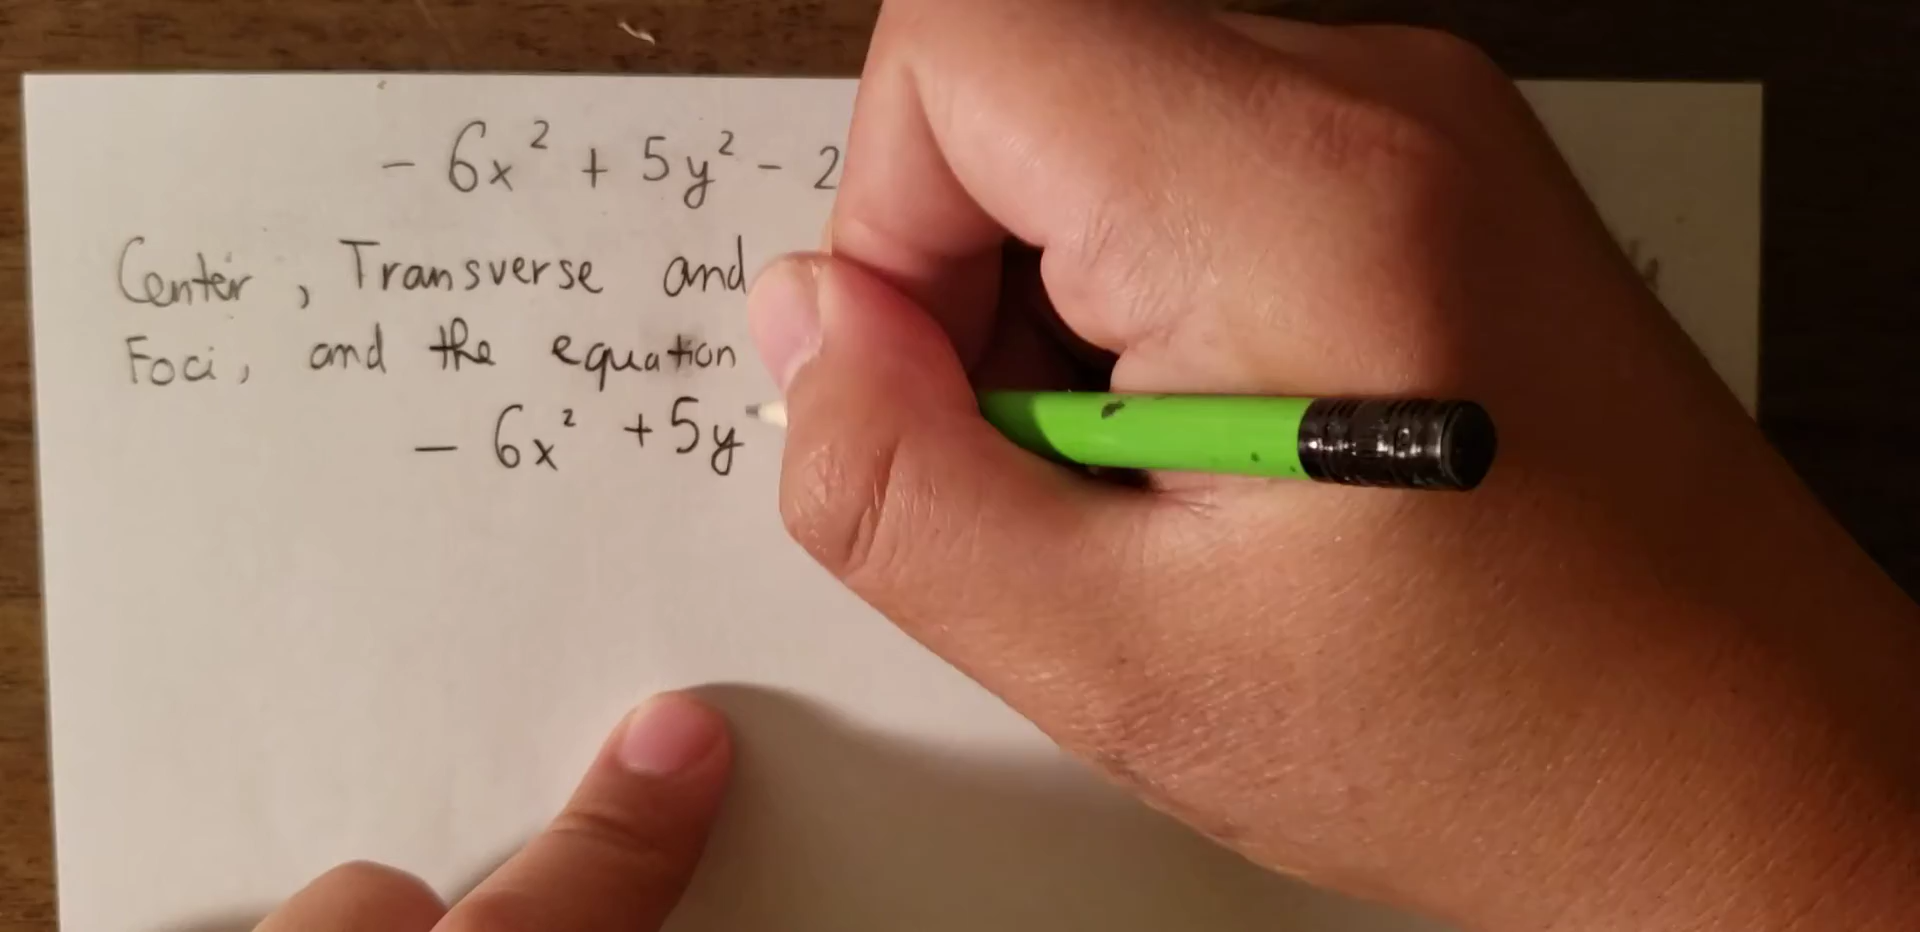 - 6x² + 5y² - 2
Center, Transverse and
Foci, and the equation
- 6x² + 5y